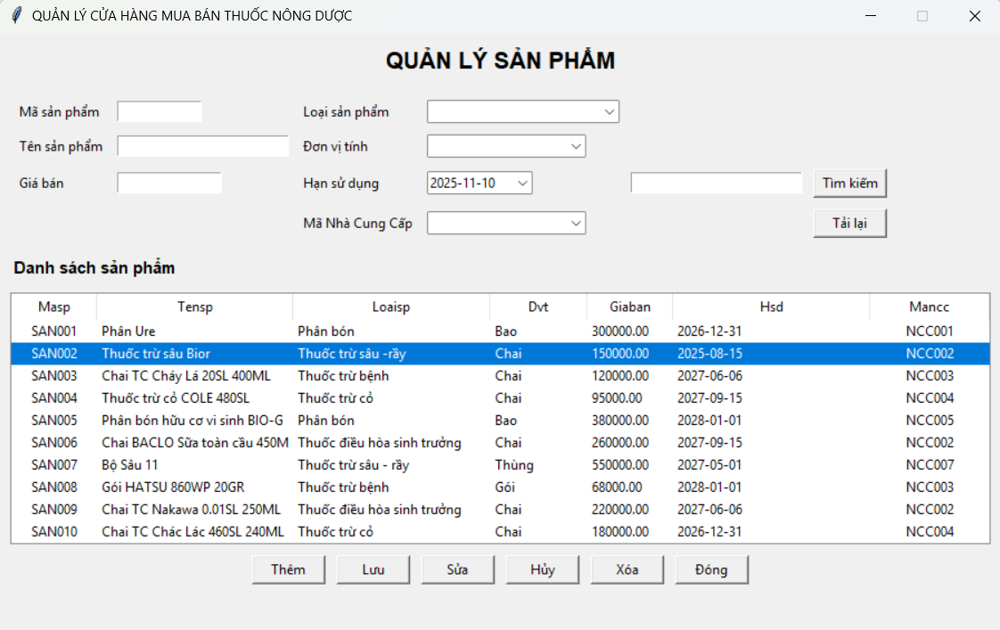 QUẢN LÝ CỬA HÀNG MUA BÁN THUỐC NÔNG DƯỢC
QUẢN LÝ SẢN PHẨM
Mã sản phẩm Loại sản phẩm
Tên sản phẩm Đơn vị tính
Giá bán Hạn sử dụng 2025-11-10 Tìm kiếm
Mã Nhà Cung Cấp Tải lại
Danh sách sản phẩm
Masp Tensp Loaisp Dvt Giaban Hsd Mancc
SAN001 Phân Ure Phân bón Bao 300000.00 2026-12-31 NCC001
SAN002 Thuốc trừ sâu Bior Thuốc trừ sâu -rầy Chai 150000.00 2025-08-15 NCC002
SAN003 Chai TC Cháy Lá 20SL 400ML Thuốc trừ bệnh Chai 120000.00 2027-06-06 NCC003
SAN004 Thuốc trừ cỏ COLE 480SL Thuốc trừ cỏ Chai 95000.00 2027-09-15 NCC004
SAN005 Phân bón hữu cơ vi sinh BIO-G Phân bón Bao 380000.00 2028-01-01 NCC005
SAN006 Chai BACLO Sữa toàn cầu 450M Thuốc điều hòa sinh trưởng Chai 260000.00 2027-09-15 NCC002
SAN007 Bộ Sâu 11 Thuốc trừ sâu - rầy Thùng 550000.00 2027-05-01 NCC007
SAN008 Gói HATSU 860WP 20GR Thuốc trừ bệnh Gói 68000.00 2028-01-01 NCC003
SAN009 Chai TC Nakawa 0.01SL 250ML Thuốc điều hòa sinh trưởng Chai 220000.00 2027-06-06 NCC002
SAN010 Chai TC Chác Lác 460SL 240ML Thuốc trừ cỏ Chai 180000.00 2026-12-31 NCC004
Thêm Lưu Sửa Hủy Xóa Đóng